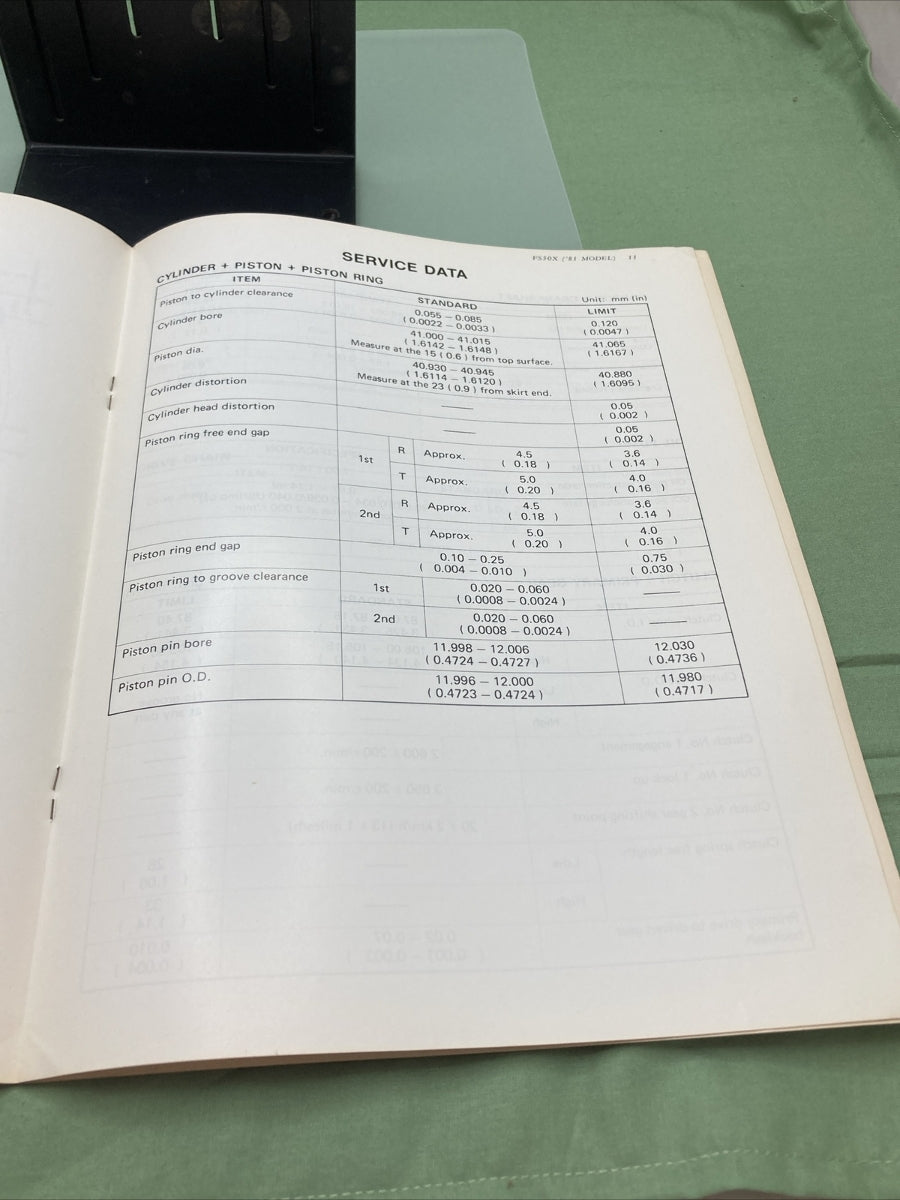 FS50X ('81 MODEL) 11
SERVICE DATA
CYLINDER + PISTON + PISTON RING
Unit: mm (in)
ITEM STANDARD LIMIT
Piston to cylinder clearance 0.055 – 0.085 0.120
( 0.0022 – 0.0033 ) ( 0.0047 )
Cylinder bore 41.000 – 41.015 41.065
( 1.6142 – 1.6148 ) ( 1.6167 )
Measure at the 15 ( 0.6 ) from top surface.
Piston dia. 40.930 – 40.945 40.880
( 1.6114 – 1.6120 ) ( 1.6095 )
Measure at the 23 ( 0.9 ) from skirt end.
Cylinder distortion —— 0.05
( 0.002 )
Cylinder head distortion —— 0.05
( 0.002 )
Piston ring free end gap 1st R Approx. 4.5 3.6
( 0.18 ) ( 0.14 )
T Approx. 5.0 4.0
( 0.20 ) ( 0.16 )
2nd R Approx. 4.5 3.6
( 0.18 ) ( 0.14 )
T Approx. 5.0 4.0
( 0.20 ) ( 0.16 )
Piston ring end gap 0.10 – 0.25 0.75
( 0.004 – 0.010 ) ( 0.030 )
Piston ring to groove clearance 1st 0.020 – 0.060 ——
( 0.0008 – 0.0024 )
2nd 0.020 – 0.060 ——
( 0.0008 – 0.0024 )
Piston pin bore 11.998 – 12.006 12.030
( 0.4724 – 0.4727 ) ( 0.4736 )
Piston pin O.D. 11.996 – 12.000 11.980
( 0.4723 – 0.4724 ) ( 0.4717 )